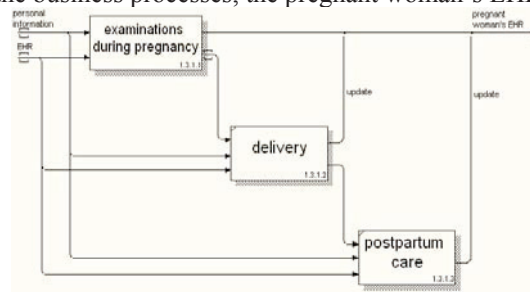 the business processes, the pregnant woman's EHR
personal
information
EHR
examinations
during pregnancy
1.3.1.1
pregnant
woman's EHR
update
update
delivery
1.3.1.2
postpartum
care
1.3.1.3